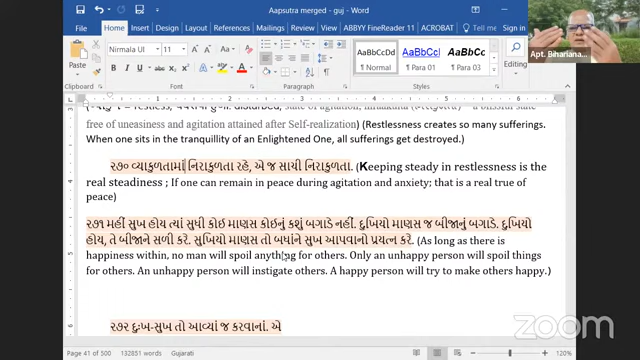 Aapsutra merged - guj - Word
File Home Insert Draw Design Layout References Mailings Review View ABBYY FineReader 11 ACROBAT Tell me
Apt. Bihariana
Paste
Nirmala UI 11
AaBbCcDd AaBbCcI AaBbCcD
¶ Normal ¶ Para 01 ¶ Para 03
Clipboard Font Paragraph Styles
free of uneasiness and agitation attained after Self-realization) (Restlessness creates so many sufferings.
When one sits in the tranquillity of an Enlightened One, all sufferings get destroyed.)
૨૭૦ વ્યાકુળતામાં નિરાકુળતા રહે, એ જ સાચી નિરાકુળતા. (Keeping steady in restlessness is the
real steadiness ; If one can remain in peace during agitation and anxiety; that is a real true of
peace)
૨૭૧ મહીં સુખ હોય ત્યાં સુધી કોઈ માણસ કોઈનું કશું બગાડે નહીં. દુખિયો માણસ જ બીજાનું બગાડે. દુખિયો
હોય, તે બીજાને સળી કરે. સુખિયો માણસ તો બધાંને સુખ આપવાનો પ્રયત્ન કરે. (As long as there is
happiness within, no man will spoil anything for others. Only an unhappy person will spoil things
for others. An unhappy person will instigate others. A happy person will try to make others happy.)
૨૭૨ દુઃખ-સુખ તો આવ્યાં જ કરવાનાં. એ
zoom
Page 41 of 500 132851 words Gujarati 120%